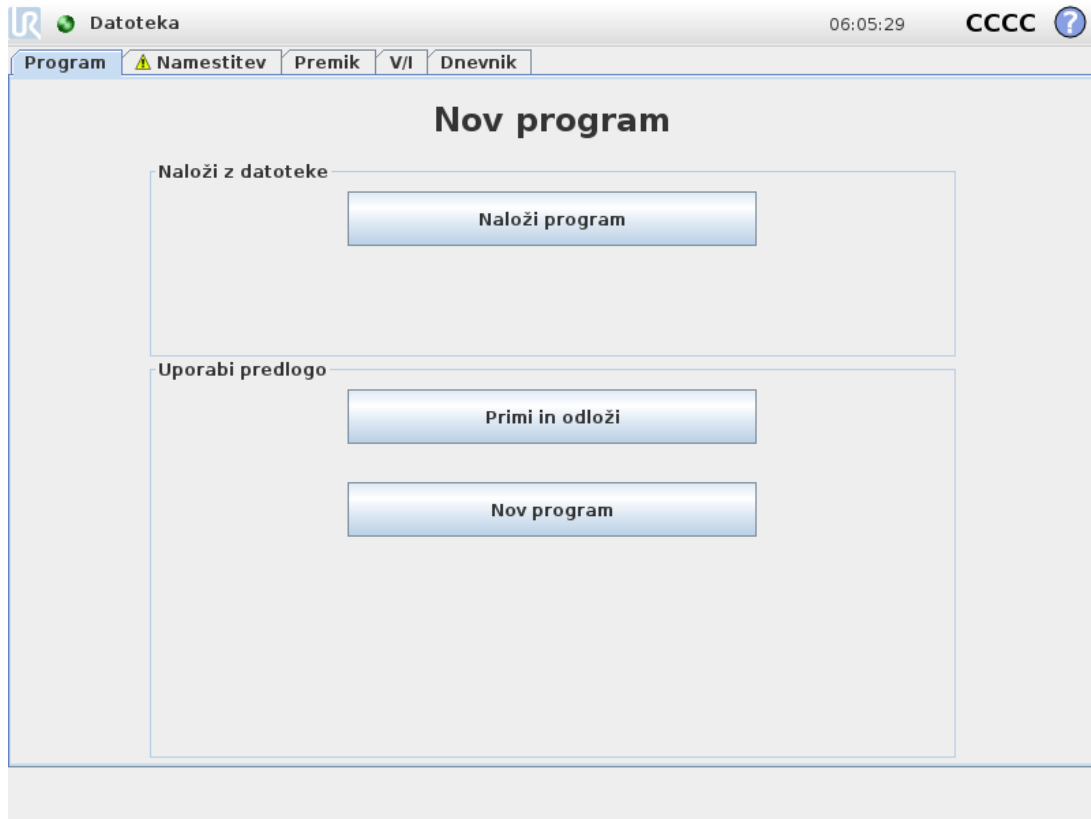 UR Datoteka 06:05:29 CCCC ?
Program Namestitev Premik V/I Dnevnik
Nov program
Naloži z datoteke
Naloži program
Uporabi predlogo
Primi in odloži
Nov program